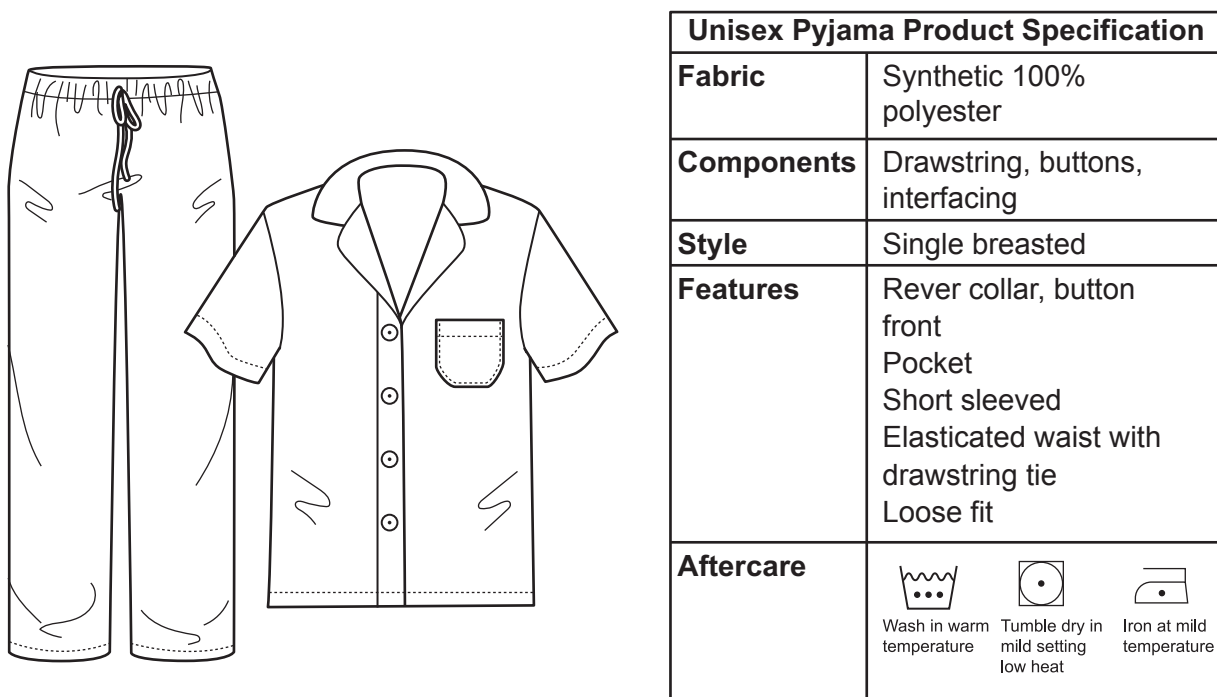 Unisex Pyjama Product Specification
Fabric
Synthetic 100%
polyester
Components
Drawstring, buttons,
interfacing
Style
Single breasted
Features
Rever collar, button
front
Pocket
Short sleeved
Elasticated waist with
drawstring tie
Loose fit
Aftercare
Wash in warm
temperature
Tumble dry in
mild setting
low heat
Iron at mild
temperature